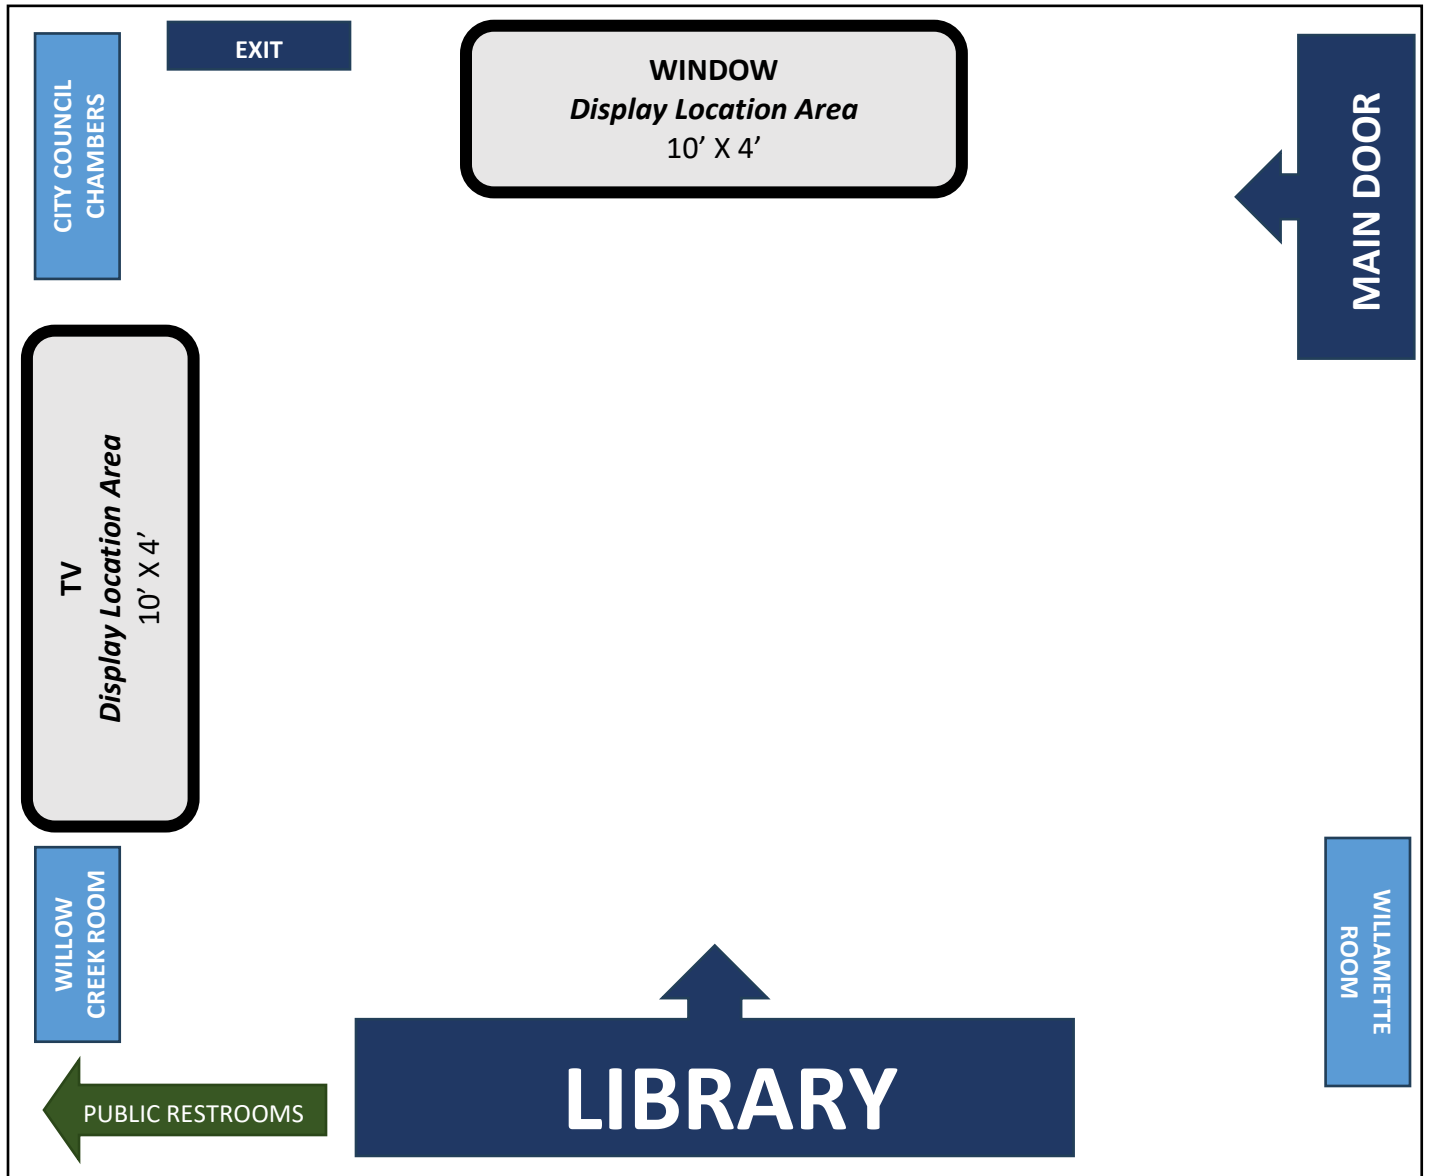 EXIT
WINDOW
Display Location Area
10’ X 4’
CITY COUNCIL
CHAMBERS
MAIN DOOR
TV
Display Location Area
10’ X 4’
WILLOW
CREEK ROOM
WILLAMETTE
ROOM
PUBLIC RESTROOMS
LIBRARY